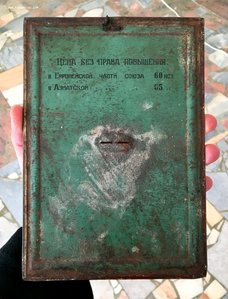 Цена без права повышения:
в Европейской части союза 60 коп
в Азиатской " " 65 "